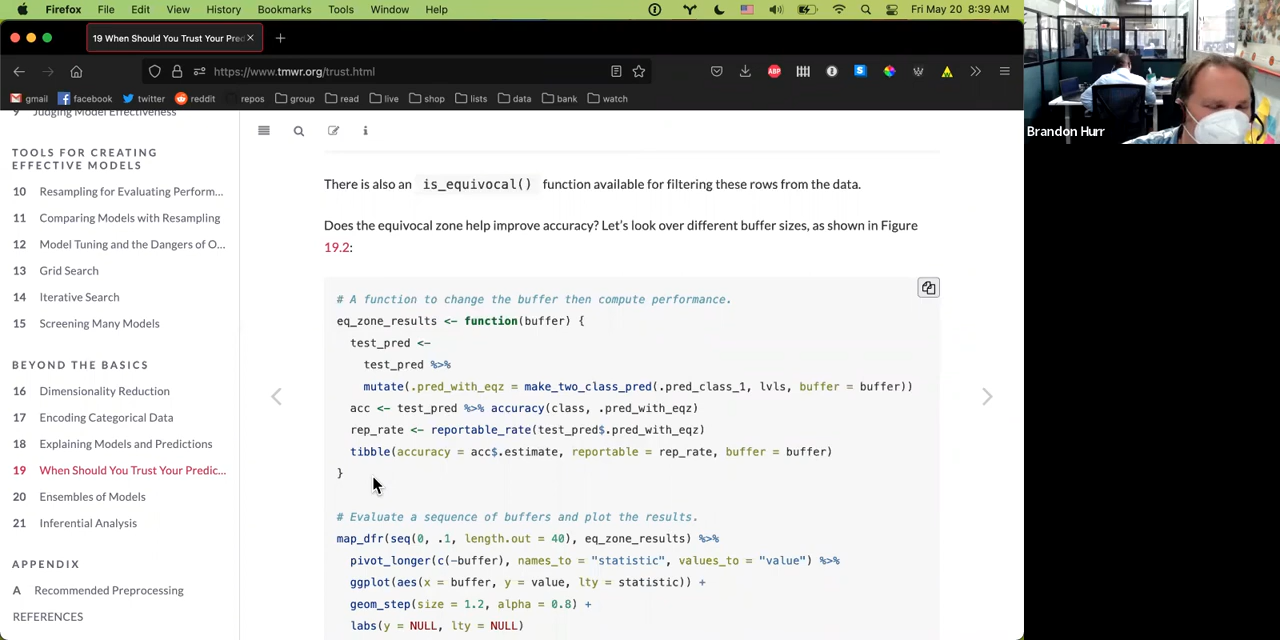 Firefox File Edit View History Bookmarks Tools Window Help Fri May 20 8:39 AM
19 When Should You Trust Your Pre
https://www.tmwr.org/trust.html
ABP S
gmail facebook twitter reddit repos group read live shop lists data bank watch
Brandon Hurr
9 Judging Model Effectiveness
TOOLS FOR CREATING
EFFECTIVE MODELS
10 Resampling for Evaluating Perform...
11 Comparing Models with Resampling
12 Model Tuning and the Dangers of O...
13 Grid Search
14 Iterative Search
15 Screening Many Models
BEYOND THE BASICS
16 Dimensionality Reduction
17 Encoding Categorical Data
18 Explaining Models and Predictions
19 When Should You Trust Your Predic...
20 Ensembles of Models
21 Inferential Analysis
APPENDIX
A Recommended Preprocessing
REFERENCES
There is also an is_equivocal() function available for filtering these rows from the data.
Does the equivocal zone help improve accuracy? Let's look over different buffer sizes, as shown in Figure
19.2:
# A function to change the buffer then compute performance.
eq_zone_results <- function(buffer) {
test_pred <-
test_pred %>%
mutate(.pred_with_eqz = make_two_class_pred(.pred_class_1, lvls, buffer = buffer))
acc <- test_pred %>% accuracy(class, .pred_with_eqz)
rep_rate <- reportable_rate(test_pred$.pred_with_eqz)
tibble(accuracy = acc$.estimate, reportable = rep_rate, buffer = buffer)
}
# Evaluate a sequence of buffers and plot the results.
map_dfr(seq(0, .1, length.out = 40), eq_zone_results) %>%
pivot_longer(c(-buffer), names_to = "statistic", values_to = "value") %>%
ggplot(aes(x = buffer, y = value, lty = statistic)) +
geom_step(size = 1.2, alpha = 0.8) +
labs(y = NULL, lty = NULL)